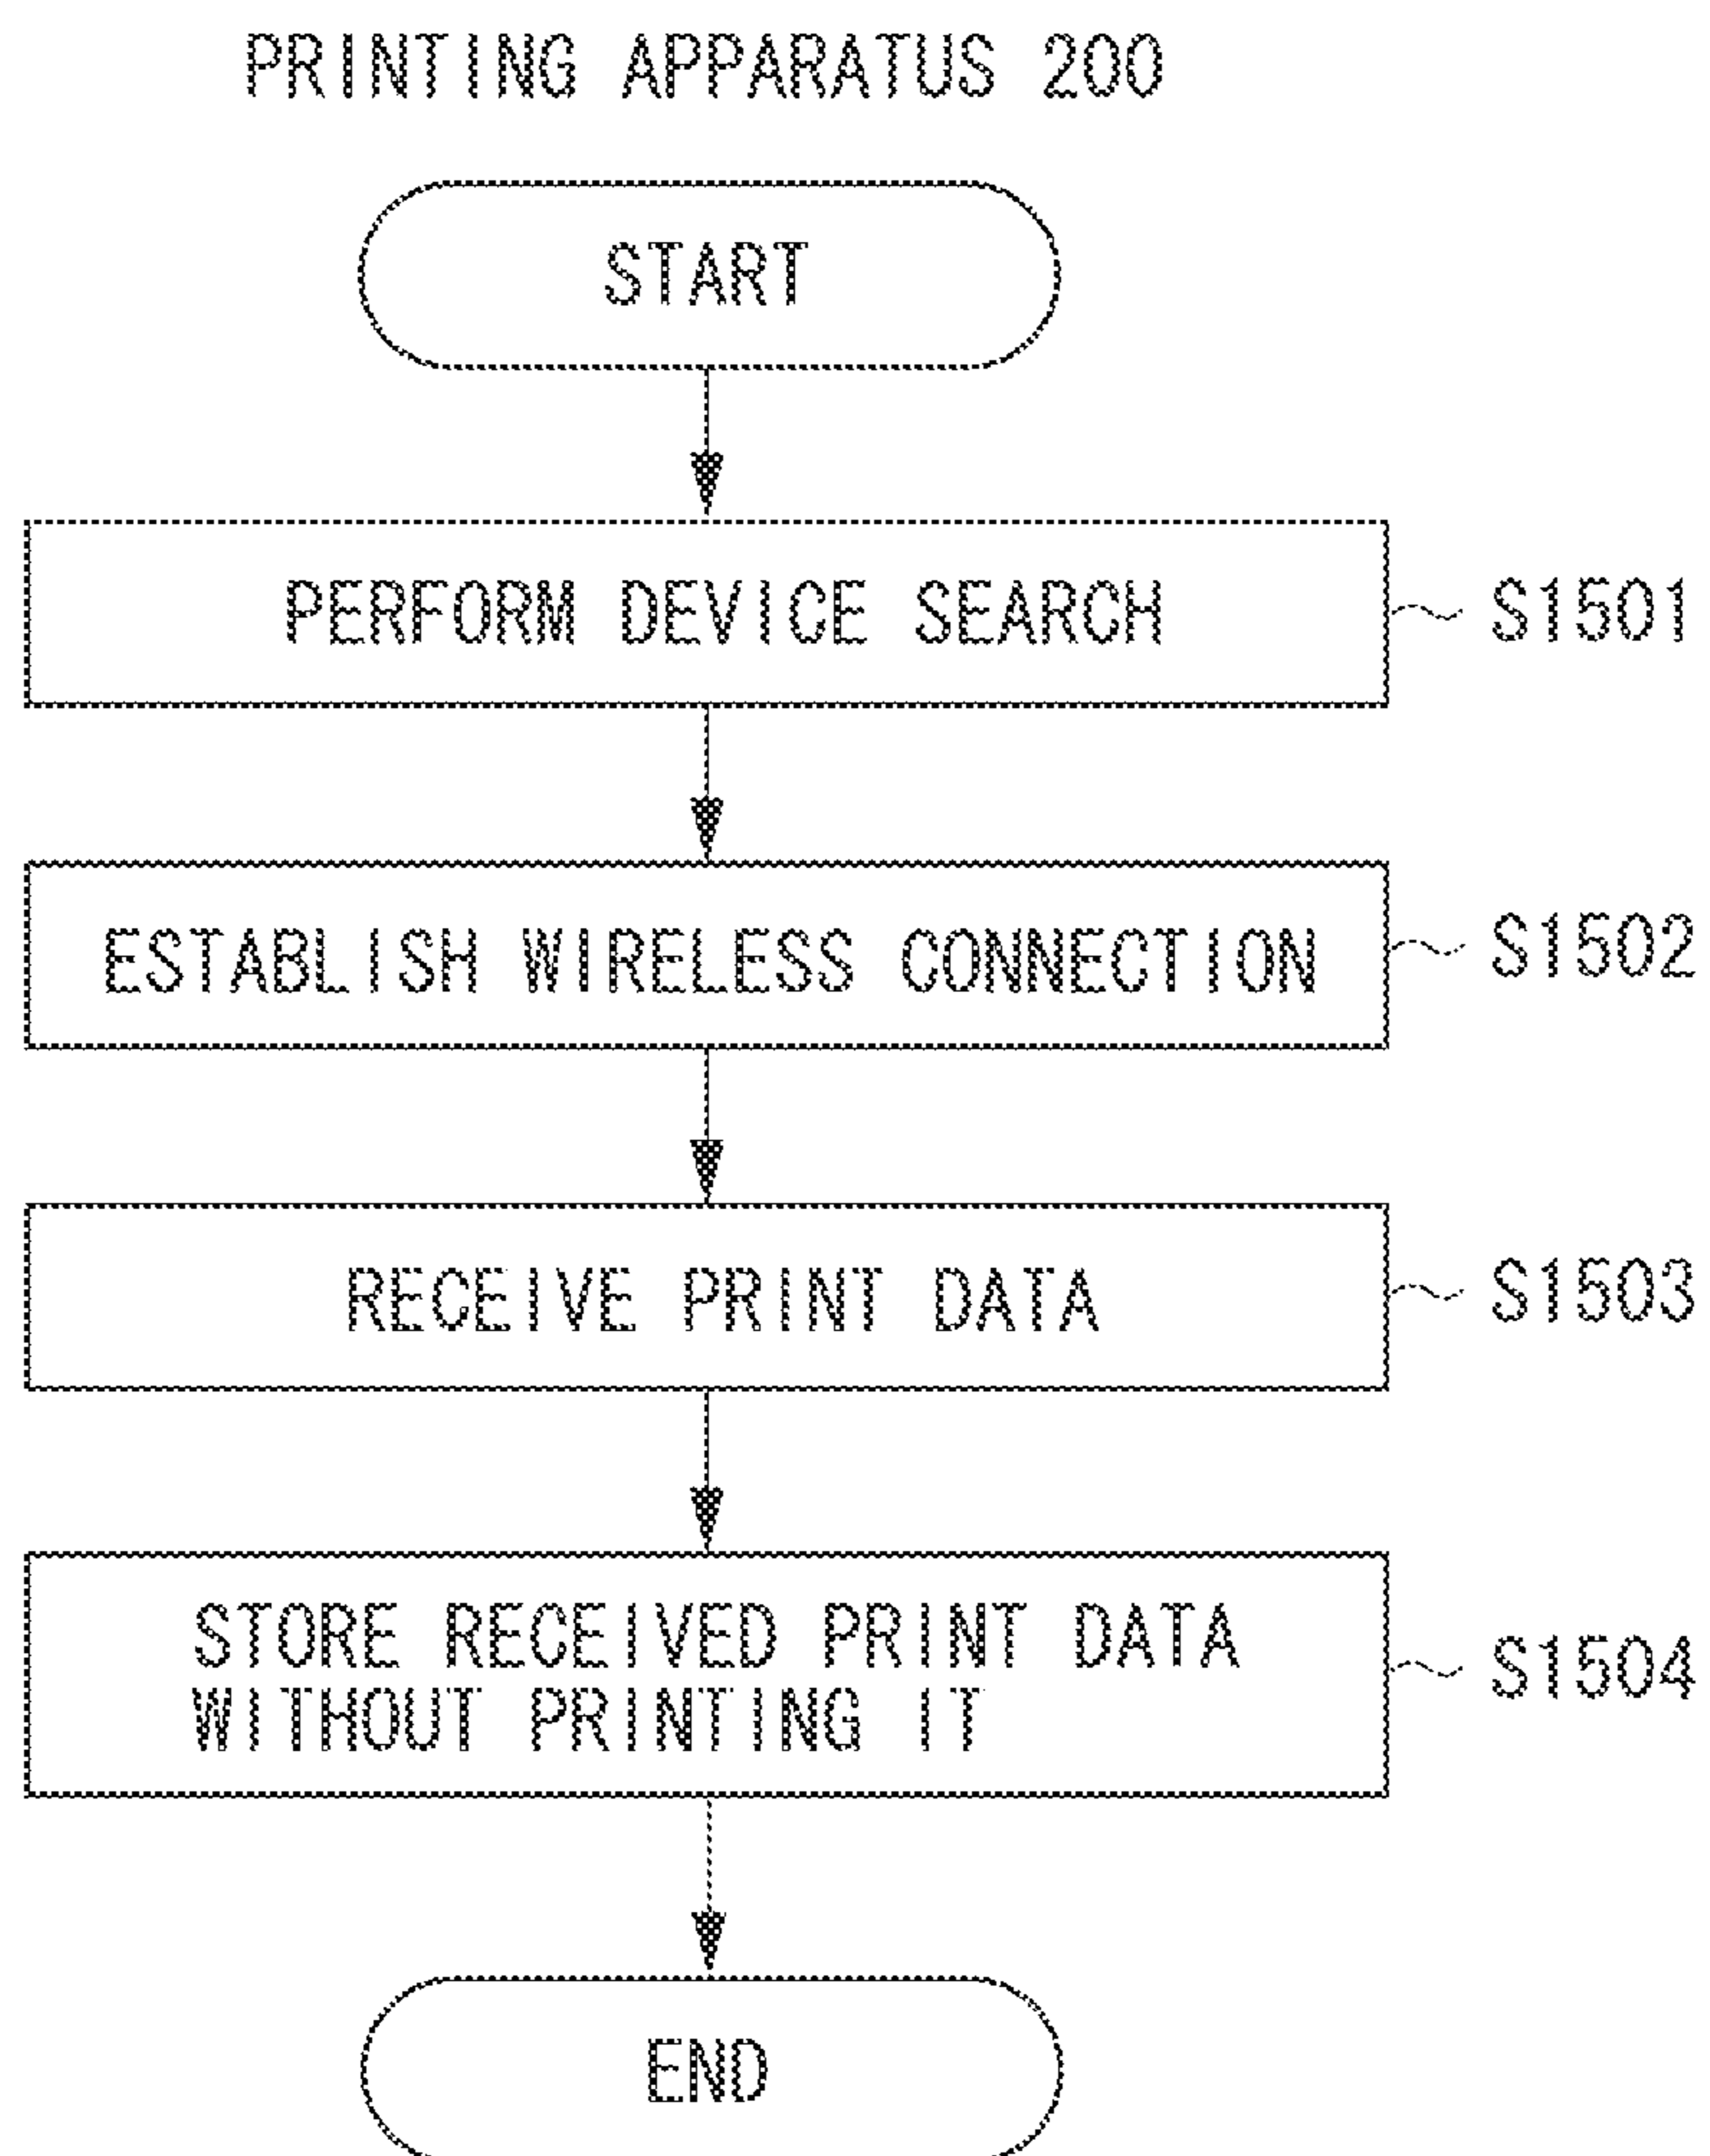 PRINTING APPARATUS 200
START
PERFORM DEVICE SEARCH
S1501
ESTABLISH WIRELESS CONNECTION
S1502
RECEIVE PRINT DATA
S1503
STORE RECEIVED PRINT DATA
WITHOUT PRINTING IT
S1504
END